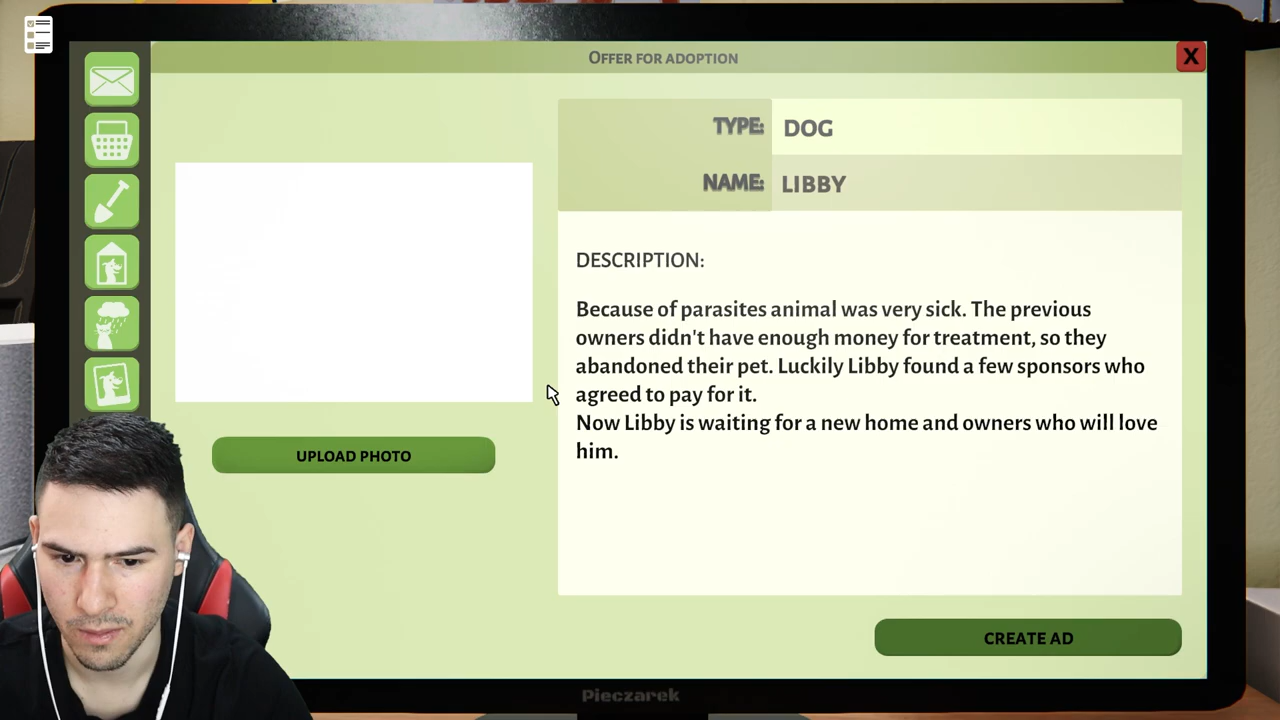 OFFER FOR ADOPTION
X
TYPE: DOG
NAME: LIBBY
DESCRIPTION:
Because of parasites animal was very sick. The previous
owners didn't have enough money for treatment, so they
abandoned their pet. Luckily Libby found a few sponsors who
agreed to pay for it.
Now Libby is waiting for a new home and owners who will love
him.
UPLOAD PHOTO
CREATE AD
Pieczarek